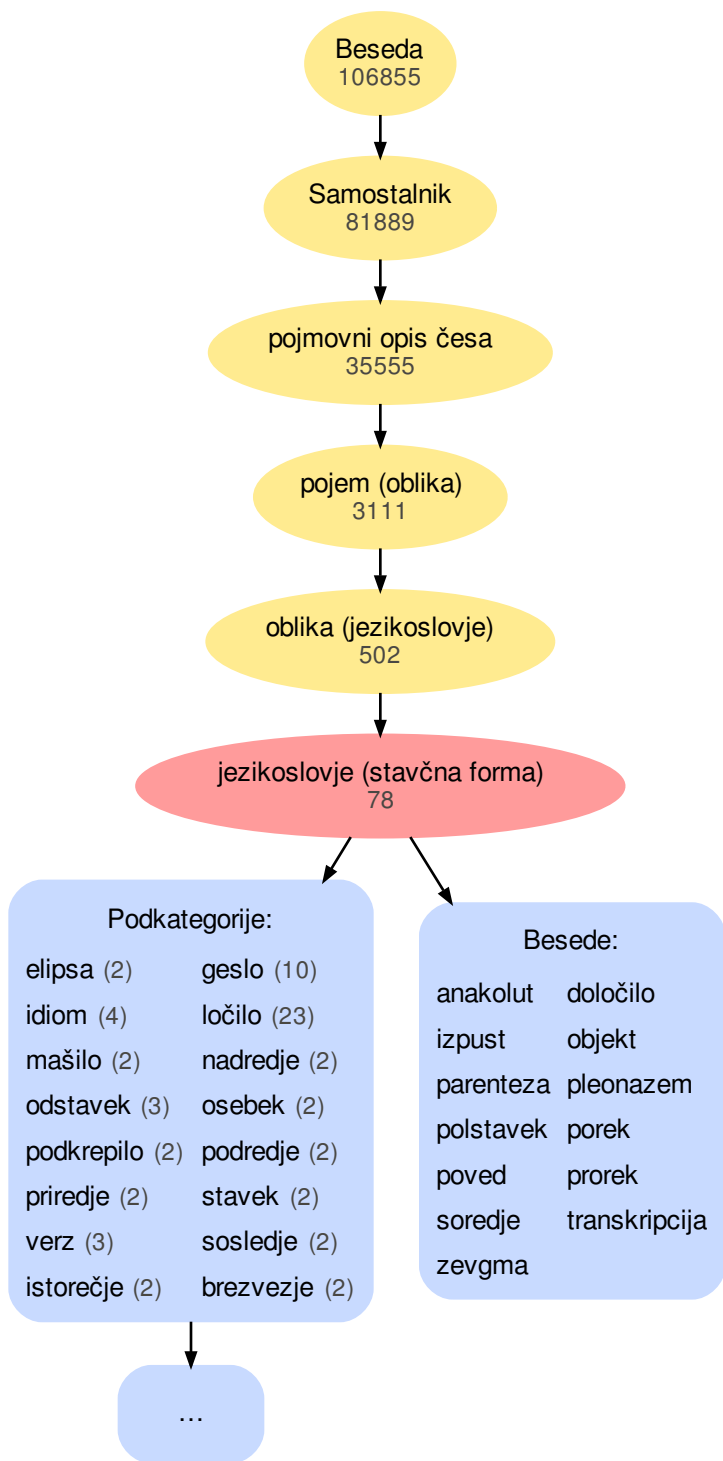 Beseda
106855
Samostalnik
81889
pojmovni opis česa
35555
pojem (oblika)
3111
oblika (jezikoslovje)
502
jezikoslovje (stavčna forma)
78
Podkategorije:
elipsa (2) geslo (10)
idiom (4) ločilo (23)
mašilo (2) nadredje (2)
odstavek (3) osebek (2)
podkrepilo (2) podredje (2)
priredje (2) stavek (2)
verz (3) sosledje (2)
istorečje (2) brezvezje (2)
...
Besede:
anakolut določilo
izpust objekt
parenteza pleonazem
polstavek porek
poved prorek
soredje transkripcija
zevgma